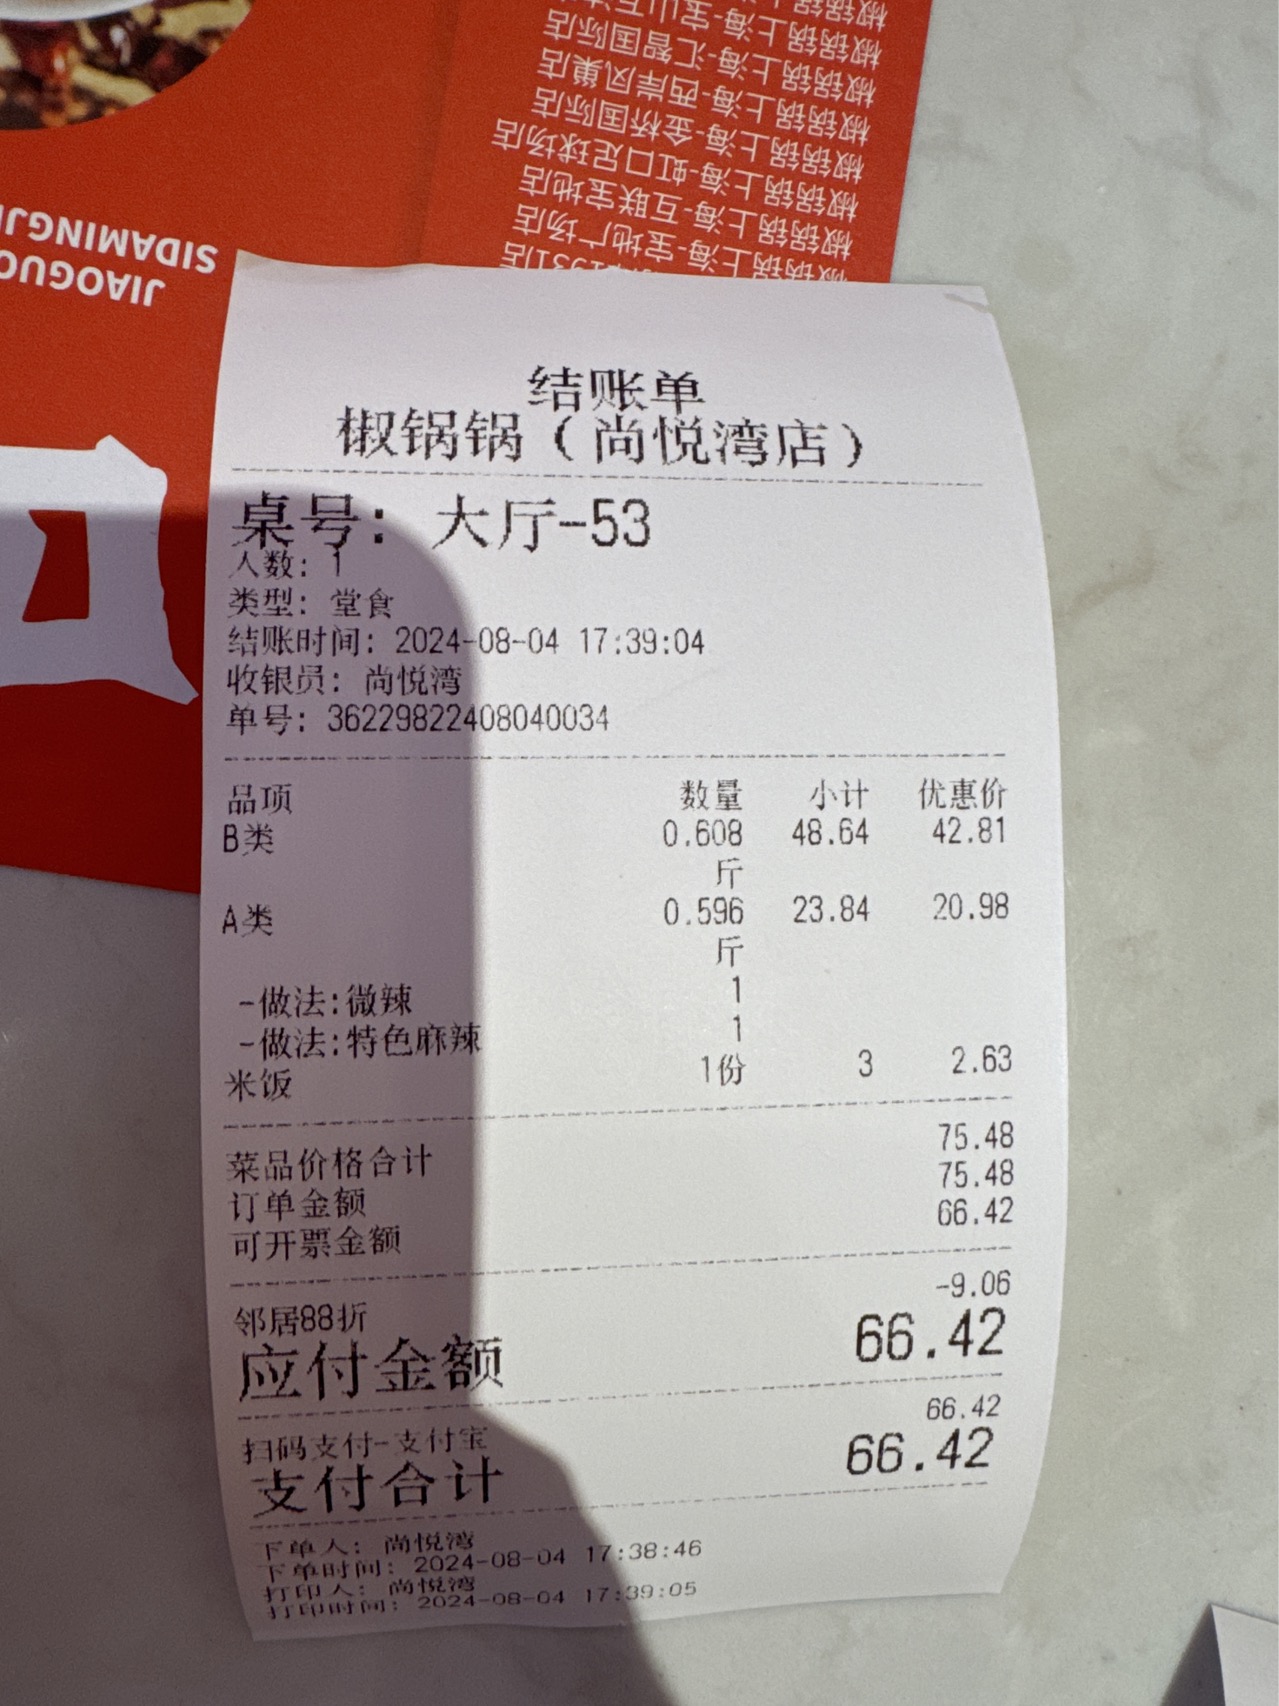 椒锅锅上海-汇智国际店
椒锅锅上海-西岸凤巢店
椒锅锅上海-金桥国际店
椒锅锅上海-虹口足球场店
椒锅锅上海-互联宝地店
椒锅锅上海-宝地广场店
SIDAMINGJ
JIAOGUO
结账单
椒锅锅（尚悦湾店）
桌号： 大厅-53
人数: 1
类型: 堂食
结账时间: 2024-08-04 17:39:04
收银员: 尚悦湾
单号: 36229822408040034
品项 数量 小计 优惠价
B类 0.608 48.64 42.81
斤
A类 0.596 23.84 20.98
斤
-做法:微辣 1
-做法:特色麻辣 1
米饭 1份 3 2.63
菜品价格合计 75.48
订单金额 75.48
可开票金额 66.42
邻居88折 -9.06
应付金额 66.42
扫码支付-支付宝 66.42
支付合计 66.42
下单人: 尚悦湾
下单时间: 2024-08-04 17:38:46
打印人: 尚悦湾
打印时间: 2024-08-04 17:39:05